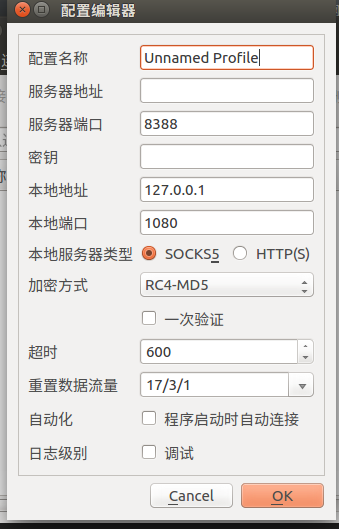 配置编辑器
配置名称 Unnamed Profile
服务器地址
服务器端口 8388
密钥
本地地址 127.0.0.1
本地端口 1080
本地服务器类型 SOCKS5 HTTP(S)
加密方式 RC4-MD5
一次验证
超时 600
重置数据流量 17/3/1
自动化 程序启动时自动连接
日志级别 调试
Cancel OK